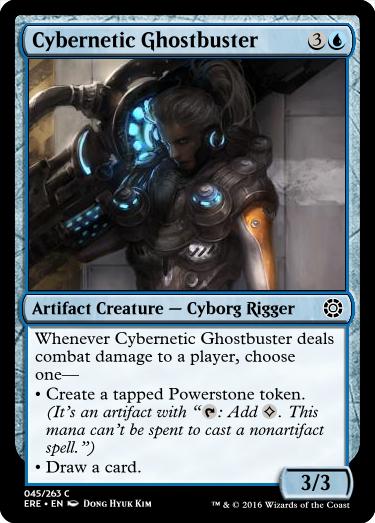 Cybernetic Ghostbuster 3
Artifact Creature — Cyborg Rigger
Whenever Cybernetic Ghostbuster deals
combat damage to a player, choose
one—
• Create a tapped Powerstone token.
(It's an artifact with “: Add . This
mana can't be spent to cast a nonartifact
spell.”)
• Draw a card.
3/3
045/263 C
ERE • EN Dong Hyuk Kim ™ & © 2016 Wizards of the Coast